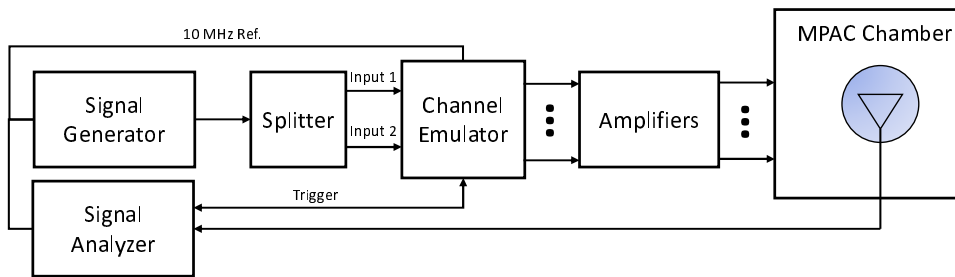 10 MHz Ref.
MPAC Chamber
Signal
Generator
Splitter
Input 1
Input 2
Channel
Emulator
Amplifiers
Trigger
Signal
Analyzer